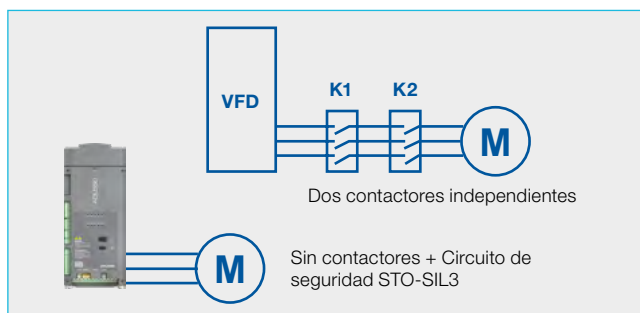 VFD
K1
K2
M
Dos contactores independientes
M
Sin contactores + Circuito de
seguridad STO-SIL3